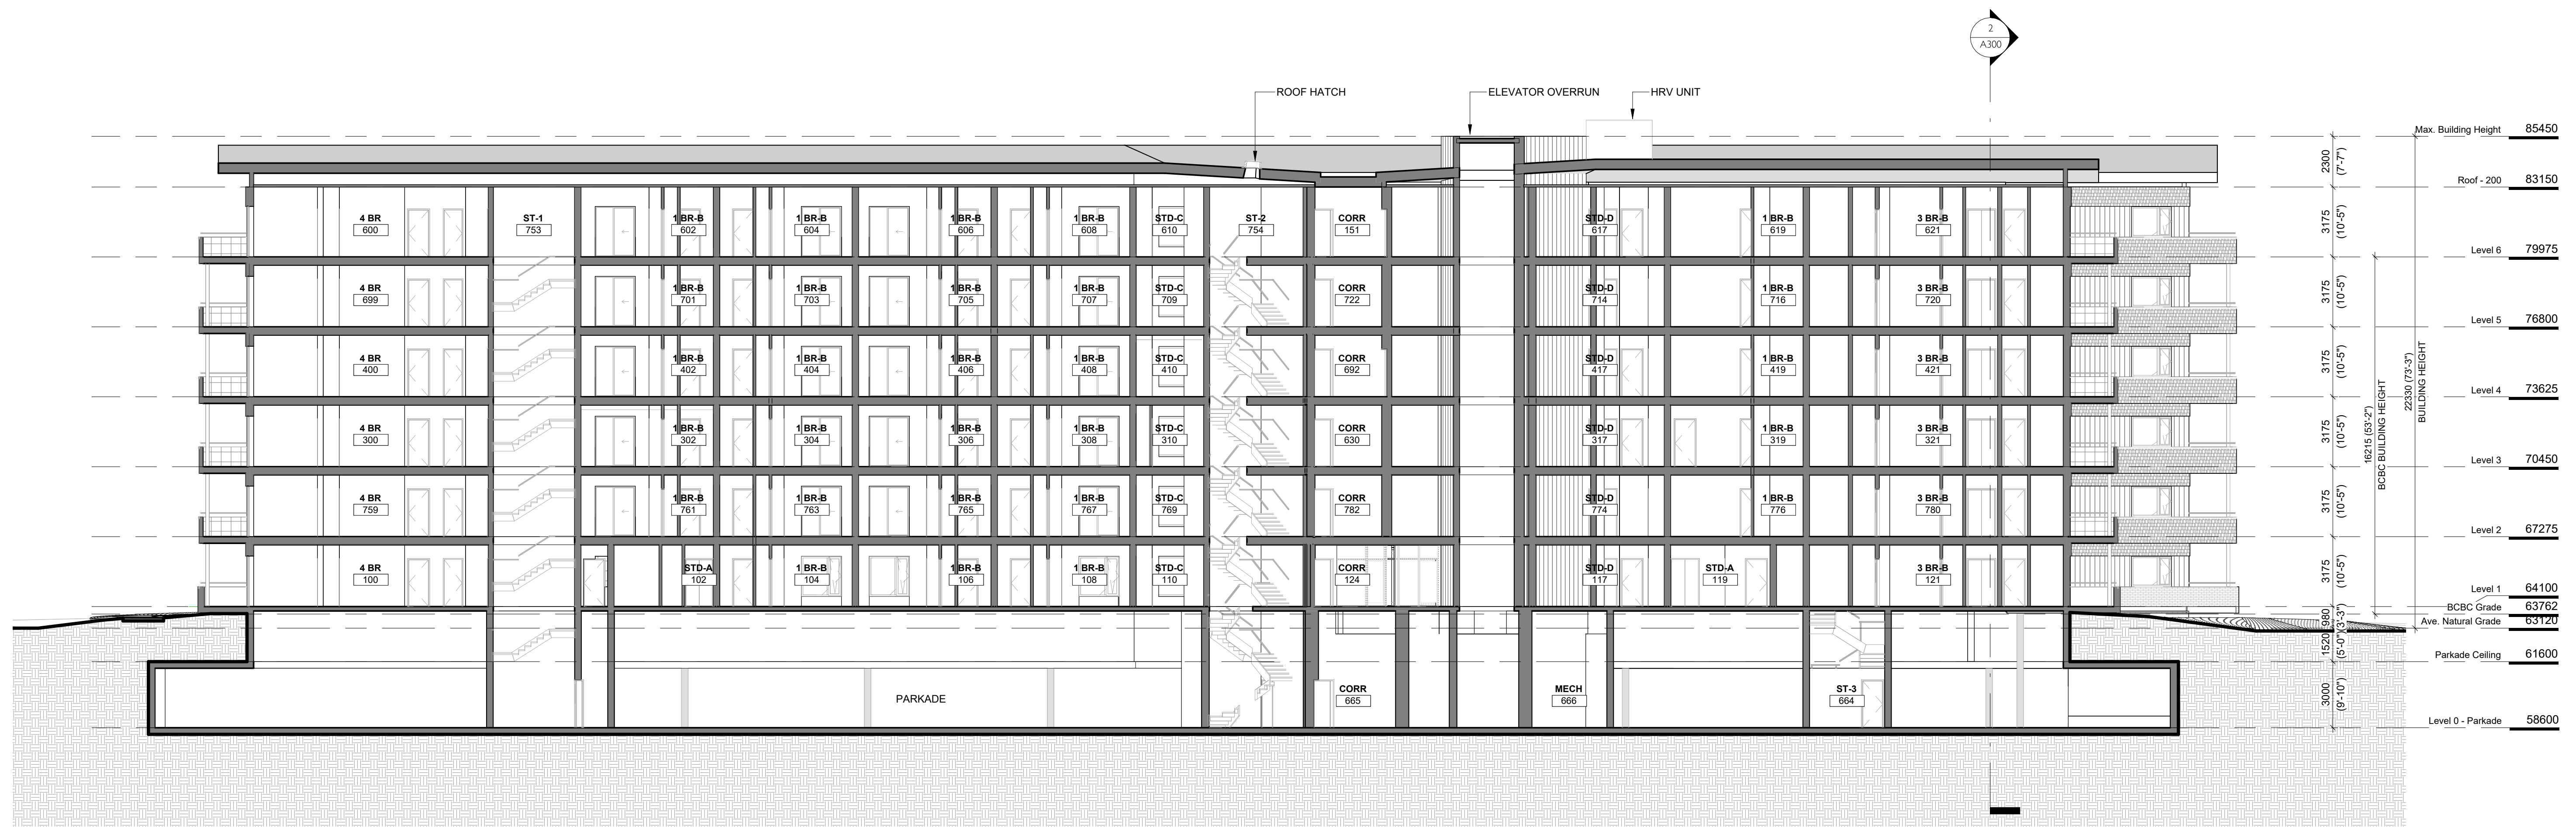 2
A300
ROOF HATCH
ELEVATOR OVERRUN
HRV UNIT
Max. Building Height 85450
2300
(7'-7")
Roof - 200 83150
4 BR
600
ST-1
753
1 BR-B
602
1 BR-B
604
1 BR-B
606
1 BR-B
608
STD-C
610
ST-2
754
CORR
151
STD-D
617
1 BR-B
619
3 BR-B
621
3175
(10'-5")
Level 6 79975
4 BR
699
1 BR-B
701
1 BR-B
703
1 BR-B
705
1 BR-B
707
STD-C
709
CORR
722
STD-D
714
1 BR-B
716
3 BR-B
720
3175
(10'-5")
Level 5 76800
4 BR
400
1 BR-B
402
1 BR-B
404
1 BR-B
406
1 BR-B
408
STD-C
410
CORR
692
STD-D
417
1 BR-B
419
3 BR-B
421
3175
(10'-5")
Level 4 73625
4 BR
300
1 BR-B
302
1 BR-B
304
1 BR-B
306
1 BR-B
308
STD-C
310
CORR
630
STD-D
317
1 BR-B
319
3 BR-B
321
3175
(10'-5")
16215 (53'-2")
BCBC BUILDING HEIGHT
22330 (73'-3")
BUILDING HEIGHT
Level 3 70450
4 BR
759
1 BR-B
761
1 BR-B
763
1 BR-B
765
1 BR-B
767
STD-C
769
CORR
782
STD-D
774
1 BR-B
776
3 BR-B
780
3175
(10'-5")
Level 2 67275
4 BR
100
STD-A
102
1 BR-B
104
1 BR-B
106
1 BR-B
108
STD-C
110
CORR
124
STD-D
117
STD-A
119
3 BR-B
121
3175
(10'-5")
Level 1 64100
BCBC Grade 63762
980
(3'-3")
Ave. Natural Grade 63120
1520
(5'-0")
Parkade Ceiling 61600
PARKADE
CORR
665
MECH
666
ST-3
664
3000
(9'-10")
Level 0 - Parkade 58600